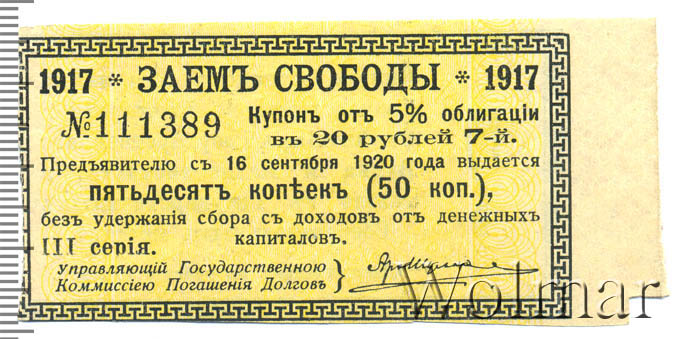 1917 * ЗАЕМЪ СВОБОДЫ * 1917
№111389
Купонъ отъ 5% облигаціи
въ 20 рублей 7-й.
Предъявителю съ 16 сентября 1920 года выдается
пятьдесятъ копѣекъ (50 коп.),
безъ удержанія сбора съ доходовъ отъ денежныхъ
капиталовъ.
III серія.
Управляющій Государственною
Коммиссіею Погашенія Долговъ
Wolmar